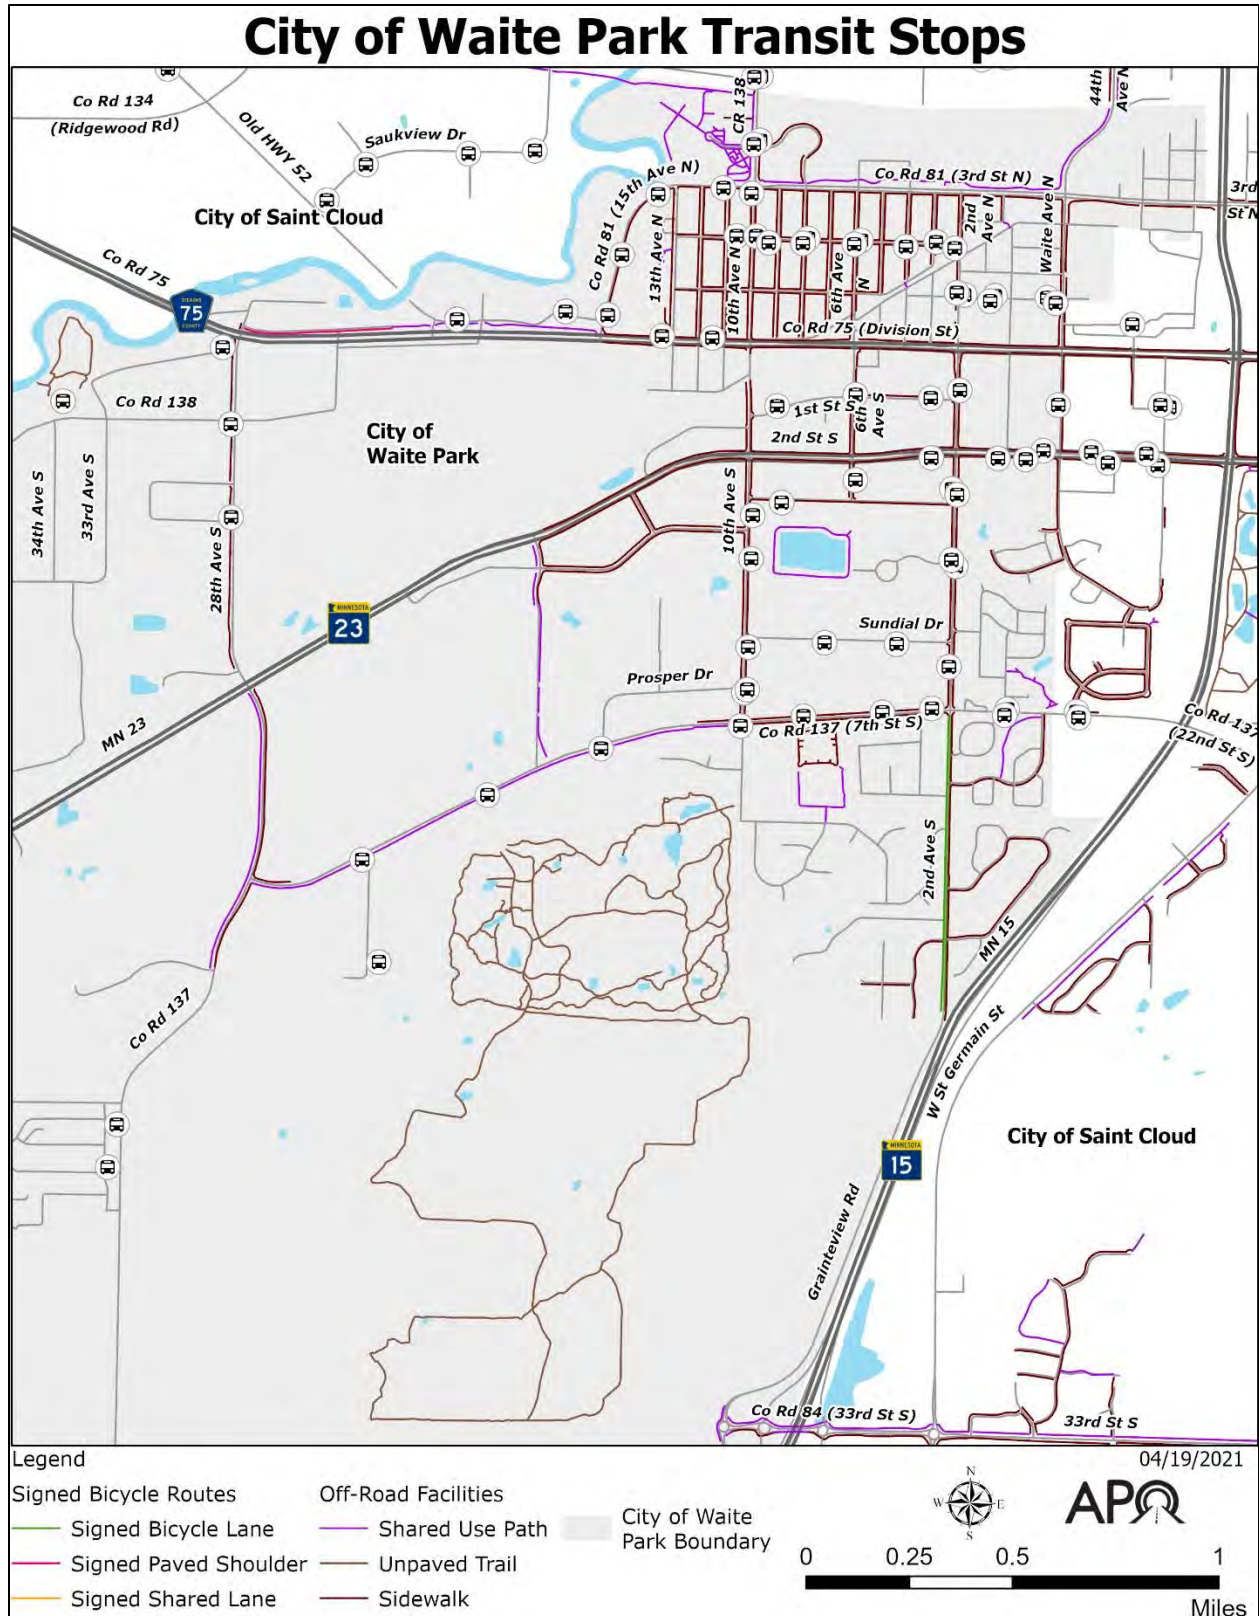 City of Waite Park Transit Stops
Co Rd 134
(Ridgewood Rd)
Old HWY 52
Saukview Dr
CR 138
44th
Ave N
Co Rd 81 (3rd St N)
3rd
St N
City of Saint Cloud
Co Rd 81 (15th Ave N)
13th Ave N
10th Ave N
6th Ave
N
2nd
Ave N
Waite Ave N
Co Rd 75
STEARNS
75
COUNTY
Co Rd 75 (Division St)
Co Rd 138
City of
Waite Park
1st St S
6th
Ave S
2nd St S
34th Ave S
33rd Ave S
28th Ave S
10th Ave S
MINNESOTA
23
Sundial Dr
Prosper Dr
MN 23
Co Rd 137 (7th St S)
Co Rd 137
(22nd St S)
2nd Ave S
MN 15
Co Rd 137
W St Germain St
City of Saint Cloud
MINNESOTA
15
Grainteview Rd
Co Rd 84 (33rd St S)
33rd St S
Legend
04/19/2021
Signed Bicycle Routes
Signed Bicycle Lane
Signed Paved Shoulder
Signed Shared Lane
Off-Road Facilities
Shared Use Path
Unpaved Trail
Sidewalk
City of Waite
Park Boundary
N
W E
S
APO
0 0.25 0.5 1
Miles